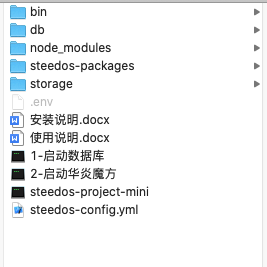 bin
db
node_modules
steedos-packages
storage
.env
安装说明.docx
使用说明.docx
1-启动数据库
2-启动华炎魔方
steedos-project-mini
steedos-config.yml